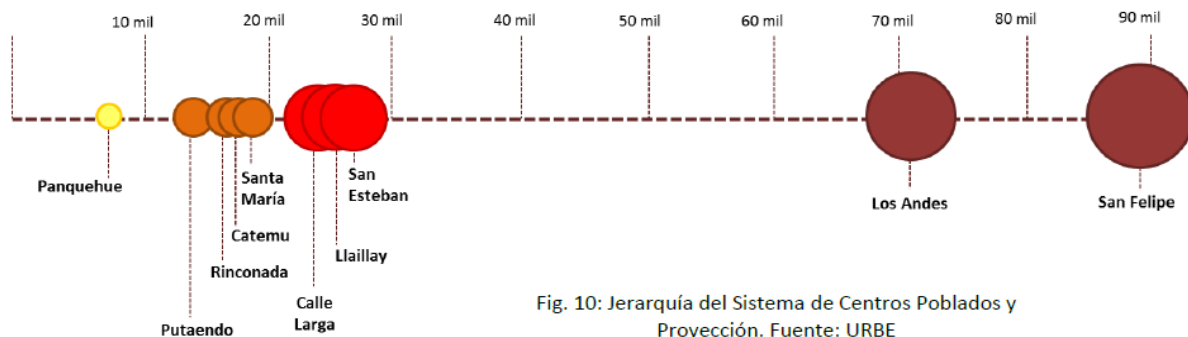 10 mil
20 mil
30 mil
40 mil
50 mil
60 mil
70 mil
80 mil
90 mil
Panquehue
Santa
María
San
Esteban
Los Andes
San Felipe
Catemu
Llaillay
Rinconada
Calle
Larga
Putaendo
Fig. 10: Jerarquía del Sistema de Centros Poblados y
Proyección. Fuente: URBE